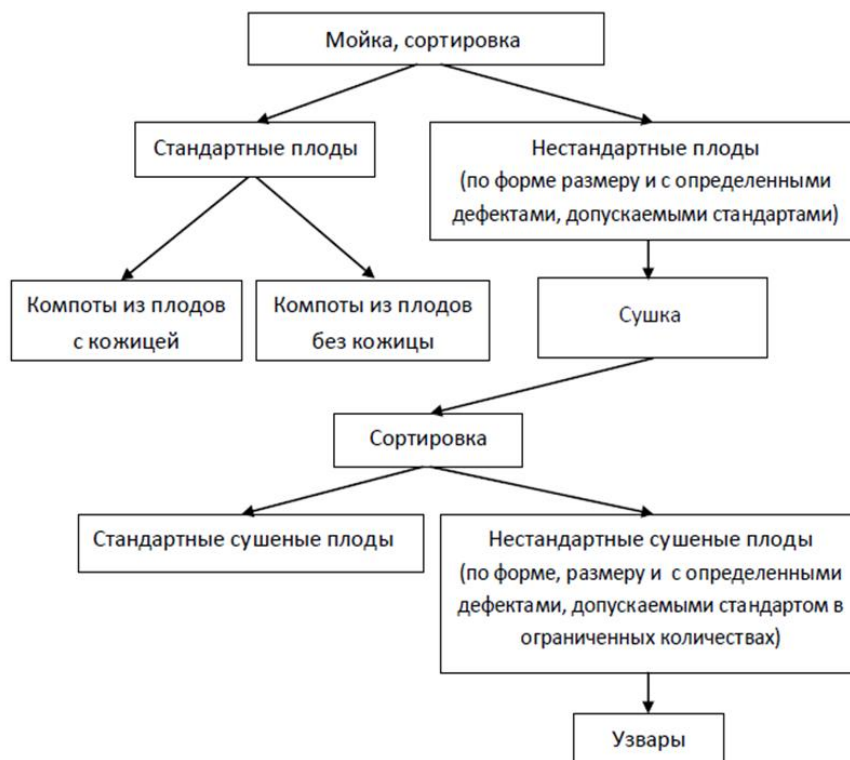 Мойка, сортировка
Стандартные плоды
Нестандартные плоды
(по форме размеру и с определенными
дефектами, допускаемыми стандартами)
Компоты из плодов
с кожицей
Компоты из плодов
без кожицы
Сушка
Сортировка
Стандартные сушеные плоды
Нестандартные сушеные плоды
(по форме, размеру и с определенными
дефектами, допускаемыми стандартом в
ограниченных количествах)
Узвары